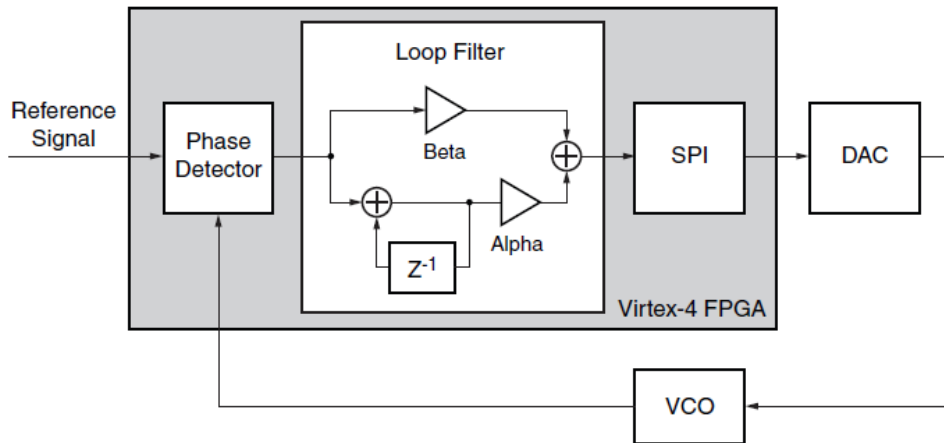 Loop Filter
Reference
Signal
Phase
Detector
Beta
SPI
DAC
Alpha
Z-1
Virtex-4 FPGA
VCO